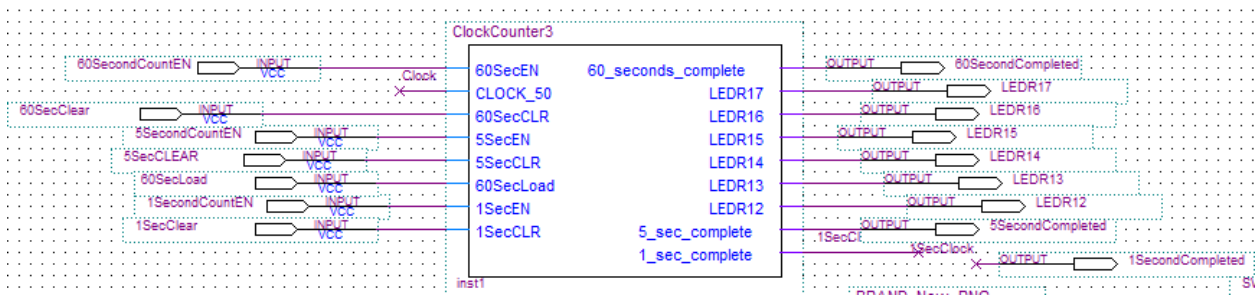 ClockCounter3
60SecondCountEN INPUT VCC 60SecEN 60_seconds_complete OUTPUT 60SecondCompleted
Clock CLOCK_50 LEDR17 OUTPUT LEDR17
60SecClear INPUT VCC 60SecCLR LEDR16 OUTPUT LEDR16
5SecondCountEN INPUT VCC 5SecEN LEDR15 OUTPUT LEDR15
5SecCLEAR INPUT VCC 5SecCLR LEDR14 OUTPUT LEDR14
60SecLoad INPUT VCC 60SecLoad LEDR13 OUTPUT LEDR13
1SecondCountEN INPUT VCC 1SecEN LEDR12 OUTPUT LEDR12
1SecClear INPUT VCC 1SecCLR 5_sec_complete OUTPUT 5SecondCompleted
1_sec_complete 1SecClock OUTPUT 1SecondCompleted
inst1